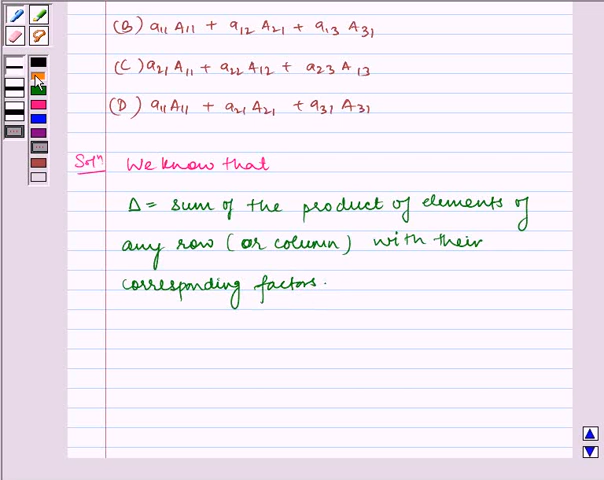 (B) a₁₁ A₁₁ + a₁₂ A₂₁ + a₁₃ A₃₁
(C) a₂₁ A₁₁ + a₂₂ A₁₂ + a₂₃ A₁₃
(D) a₁₁ A₁₁ + a₂₁ A₂₁ + a₃₁ A₃₁
Solⁿ We know that
Δ = sum of the product of elements of
any row (or column) with their
corresponding factors.